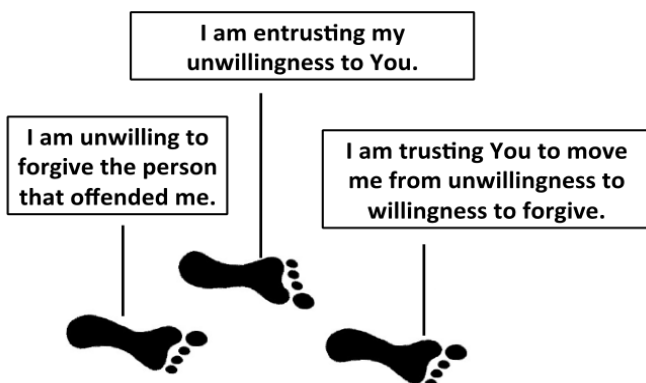 I am entrusting my
unwillingness to You.
I am unwilling to
forgive the person
that offended me.
I am trusting You to move
me from unwillingness to
willingness to forgive.